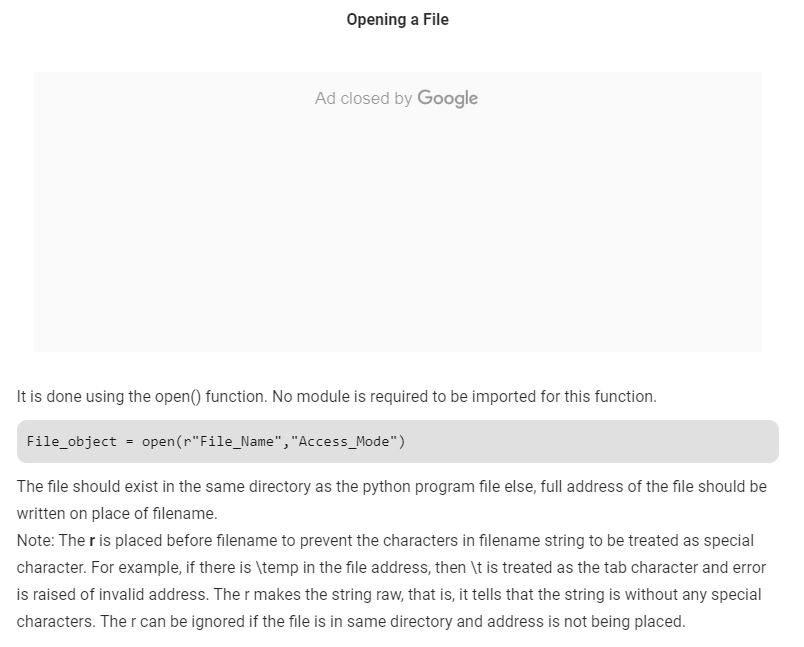 Opening a File
Ad closed by Google
It is done using the open() function. No module is required to be imported for this function.
File_object = open(r"File_Name","Access_Mode")
The file should exist in the same directory as the python program file else, full address of the file should be
written on place of filename.
Note: The r is placed before filename to prevent the characters in filename string to be treated as special
character. For example, if there is \temp in the file address, then \t is treated as the tab character and error
is raised of invalid address. The r makes the string raw, that is, it tells that the string is without any special
characters. The r can be ignored if the file is in same directory and address is not being placed.